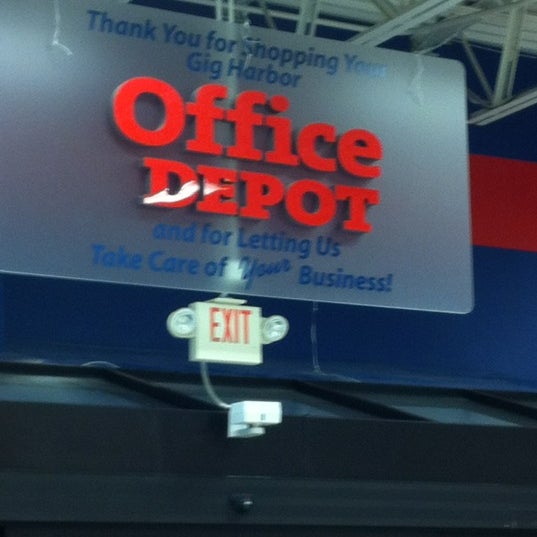 Thank You for Shopping Your
Gig Harbor
Office
DEPOT
and for Letting Us
Take Care of Your Business!
EXIT